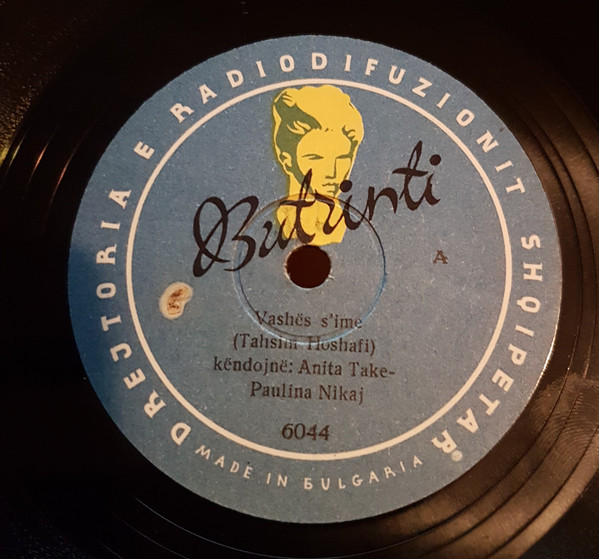 DREJTORIA E RADIODIFUZIONIT SHQIPETAR
Butrinti
A
Vashës s'ime
(Tahsim Hoshafi)
këndojnë: Anita Take-
Paulina Nikaj
6044
MADE IN BULGARIA